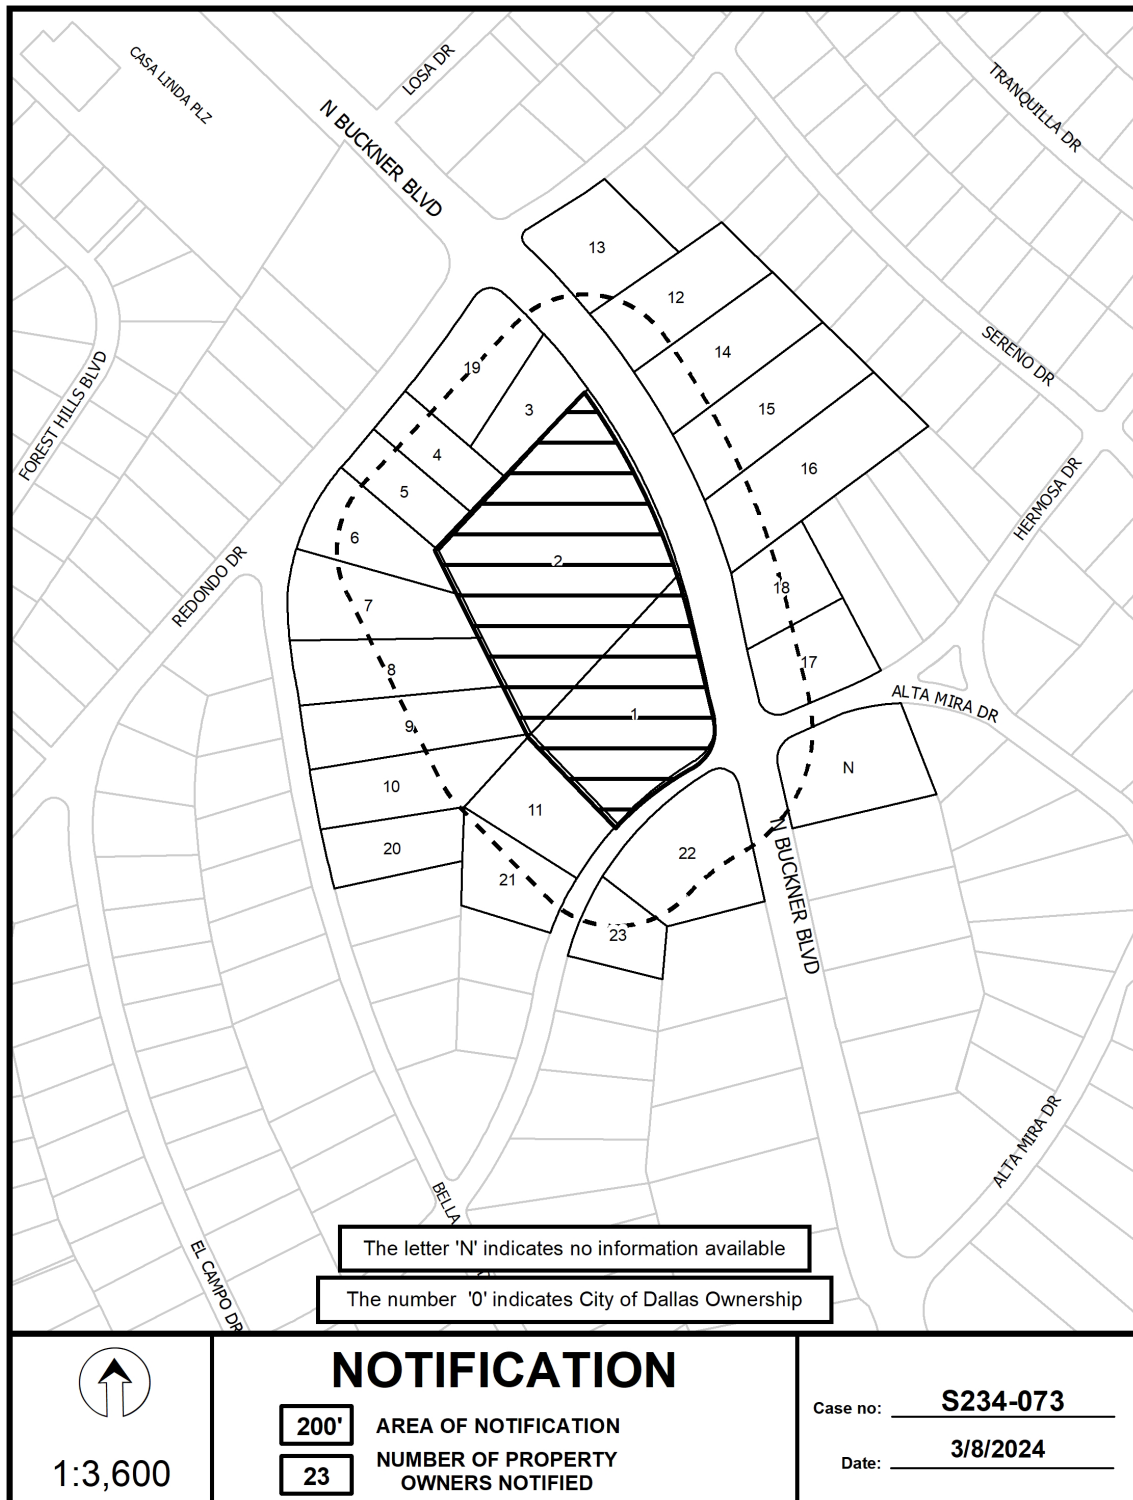 CASA LINDA PLZ
LOSA DR
N BUCKNER BLVD
TRANQUILLA DR
13
12
SERENO DR
14
19
FOREST HILLS BLVD
3
15
4
16
5
HERMOSA DR
6
2
REDONDO DR
18
7
17
8
ALTA MIRA DR
1
9
N
10
11
20
22
21
N BUCKNER BLVD
23
ALTA MIRA DR
BELLA
EL CAMPO DR
The letter 'N' indicates no information available
The number '0' indicates City of Dallas Ownership
1:3,600
NOTIFICATION
200' AREA OF NOTIFICATION
23 NUMBER OF PROPERTY
OWNERS NOTIFIED
Case no: S234-073
Date: 3/8/2024